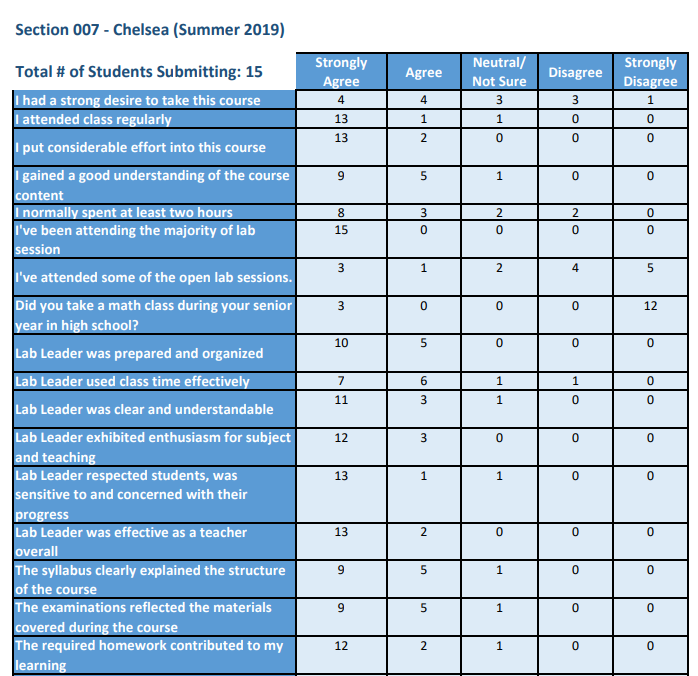 Section 007 - Chelsea (Summer 2019)
Total # of Students Submitting: 15
Strongly Agree | Agree | Neutral/ Not Sure | Disagree | Strongly Disagree
I had a strong desire to take this course 4 4 3 3 1
I attended class regularly 13 1 1 0 0
I put considerable effort into this course 13 2 0 0 0
I gained a good understanding of the course content 9 5 1 0 0
I normally spent at least two hours 8 3 2 2 0
I've been attending the majority of lab session 15 0 0 0 0
I've attended some of the open lab sessions. 3 1 2 4 5
Did you take a math class during your senior year in high school? 3 0 0 0 12
Lab Leader was prepared and organized 10 5 0 0 0
Lab Leader used class time effectively 7 6 1 1 0
Lab Leader was clear and understandable 11 3 1 0 0
Lab Leader exhibited enthusiasm for subject and teaching 12 3 0 0 0
Lab Leader respected students, was sensitive to and concerned with their progress 13 1 1 0 0
Lab Leader was effective as a teacher overall 13 2 0 0 0
The syllabus clearly explained the structure of the course 9 5 1 0 0
The examinations reflected the materials covered during the course 9 5 1 0 0
The required homework contributed to my learning 12 2 1 0 0